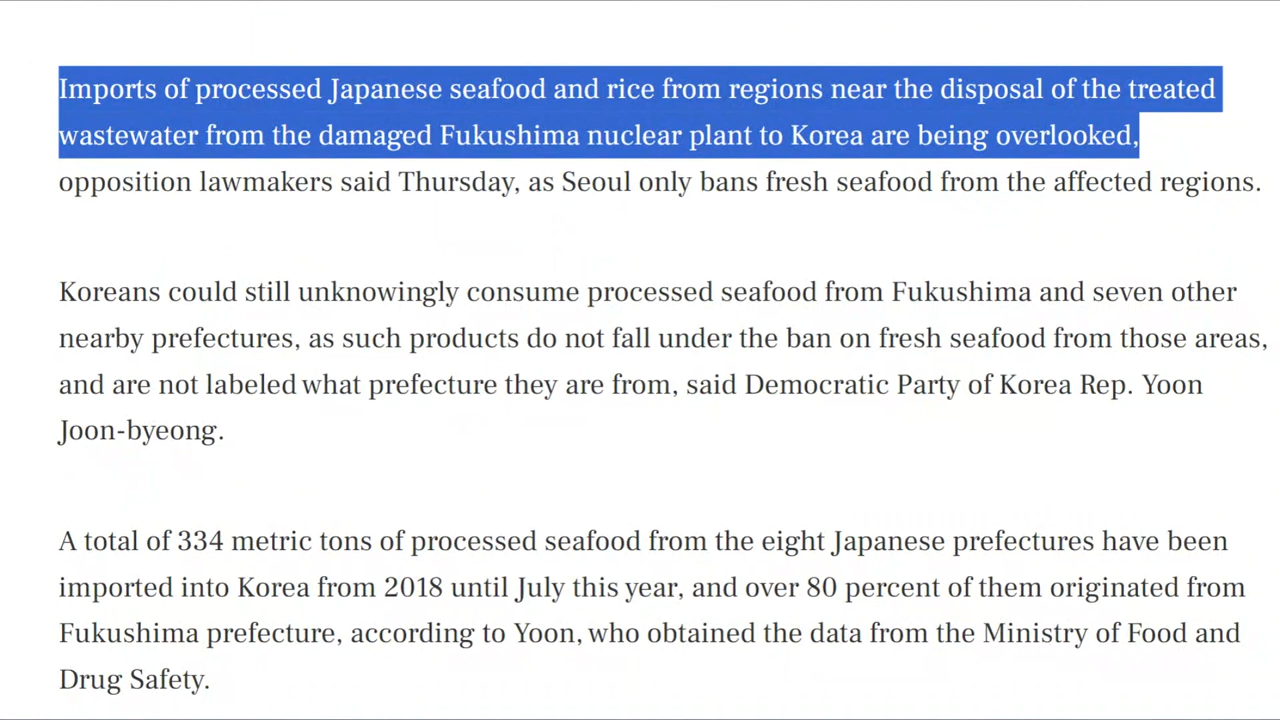 Imports of processed Japanese seafood and rice from regions near the disposal of the treated
wastewater from the damaged Fukushima nuclear plant to Korea are being overlooked,
opposition lawmakers said Thursday, as Seoul only bans fresh seafood from the affected regions.
Koreans could still unknowingly consume processed seafood from Fukushima and seven other
nearby prefectures, as such products do not fall under the ban on fresh seafood from those areas,
and are not labeled what prefecture they are from, said Democratic Party of Korea Rep. Yoon
Joon-byeong.
A total of 334 metric tons of processed seafood from the eight Japanese prefectures have been
imported into Korea from 2018 until July this year, and over 80 percent of them originated from
Fukushima prefecture, according to Yoon, who obtained the data from the Ministry of Food and
Drug Safety.